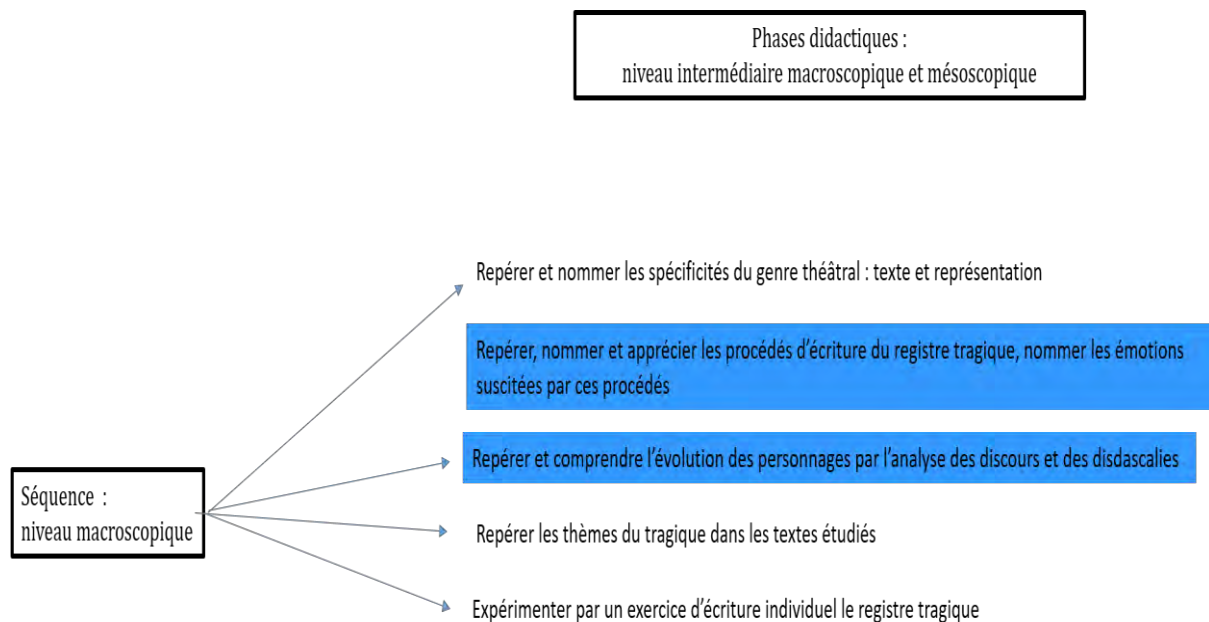 Phases didactiques :
niveau intermédiaire macroscopique et mésoscopique
Repérer et nommer les spécificités du genre théâtral : texte et représentation
Repérer, nommer et apprécier les procédés d’écriture du registre tragique, nommer les émotions
suscitées par ces procédés
Repérer et comprendre l’évolution des personnages par l’analyse des discours et des disdascalies
Séquence :
niveau macroscopique
Repérer les thèmes du tragique dans les textes étudiés
Expérimenter par un exercice d’écriture individuel le registre tragique